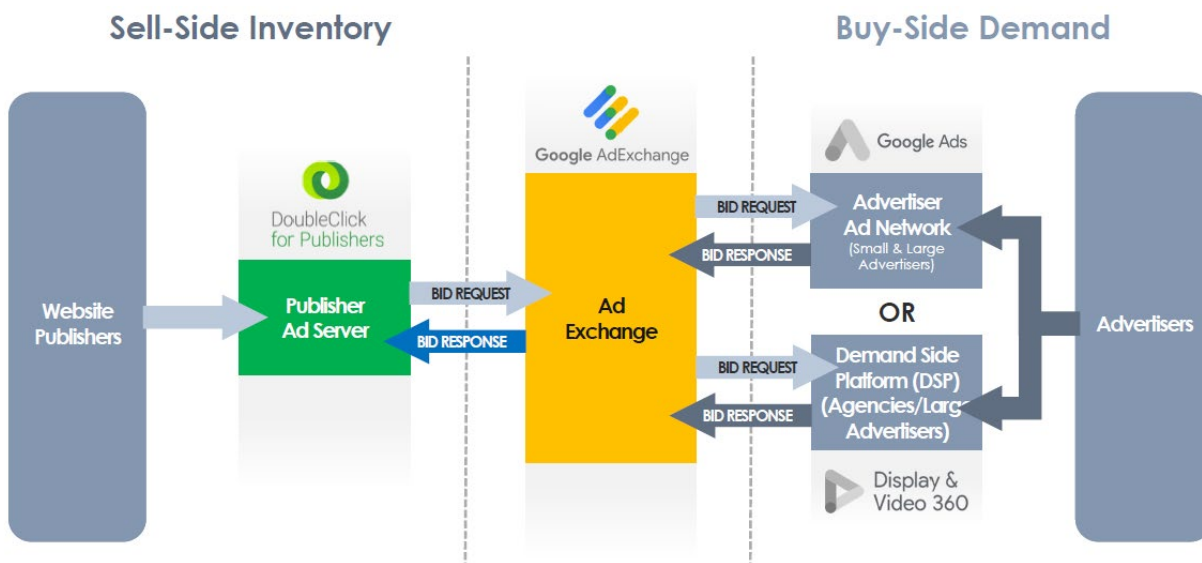 Sell-Side Inventory
Buy-Side Demand
Website
Publishers
DoubleClick
for Publishers
Publisher
Ad Server
BID REQUEST
BID RESPONSE
Google AdExchange
Ad
Exchange
BID REQUEST
BID RESPONSE
BID REQUEST
BID RESPONSE
Google Ads
Advertiser
Ad Network
(Small & Large
Advertisers)
OR
Demand Side
Platform (DSP)
(Agencies/Large
Advertisers)
Display &
Video 360
Advertisers